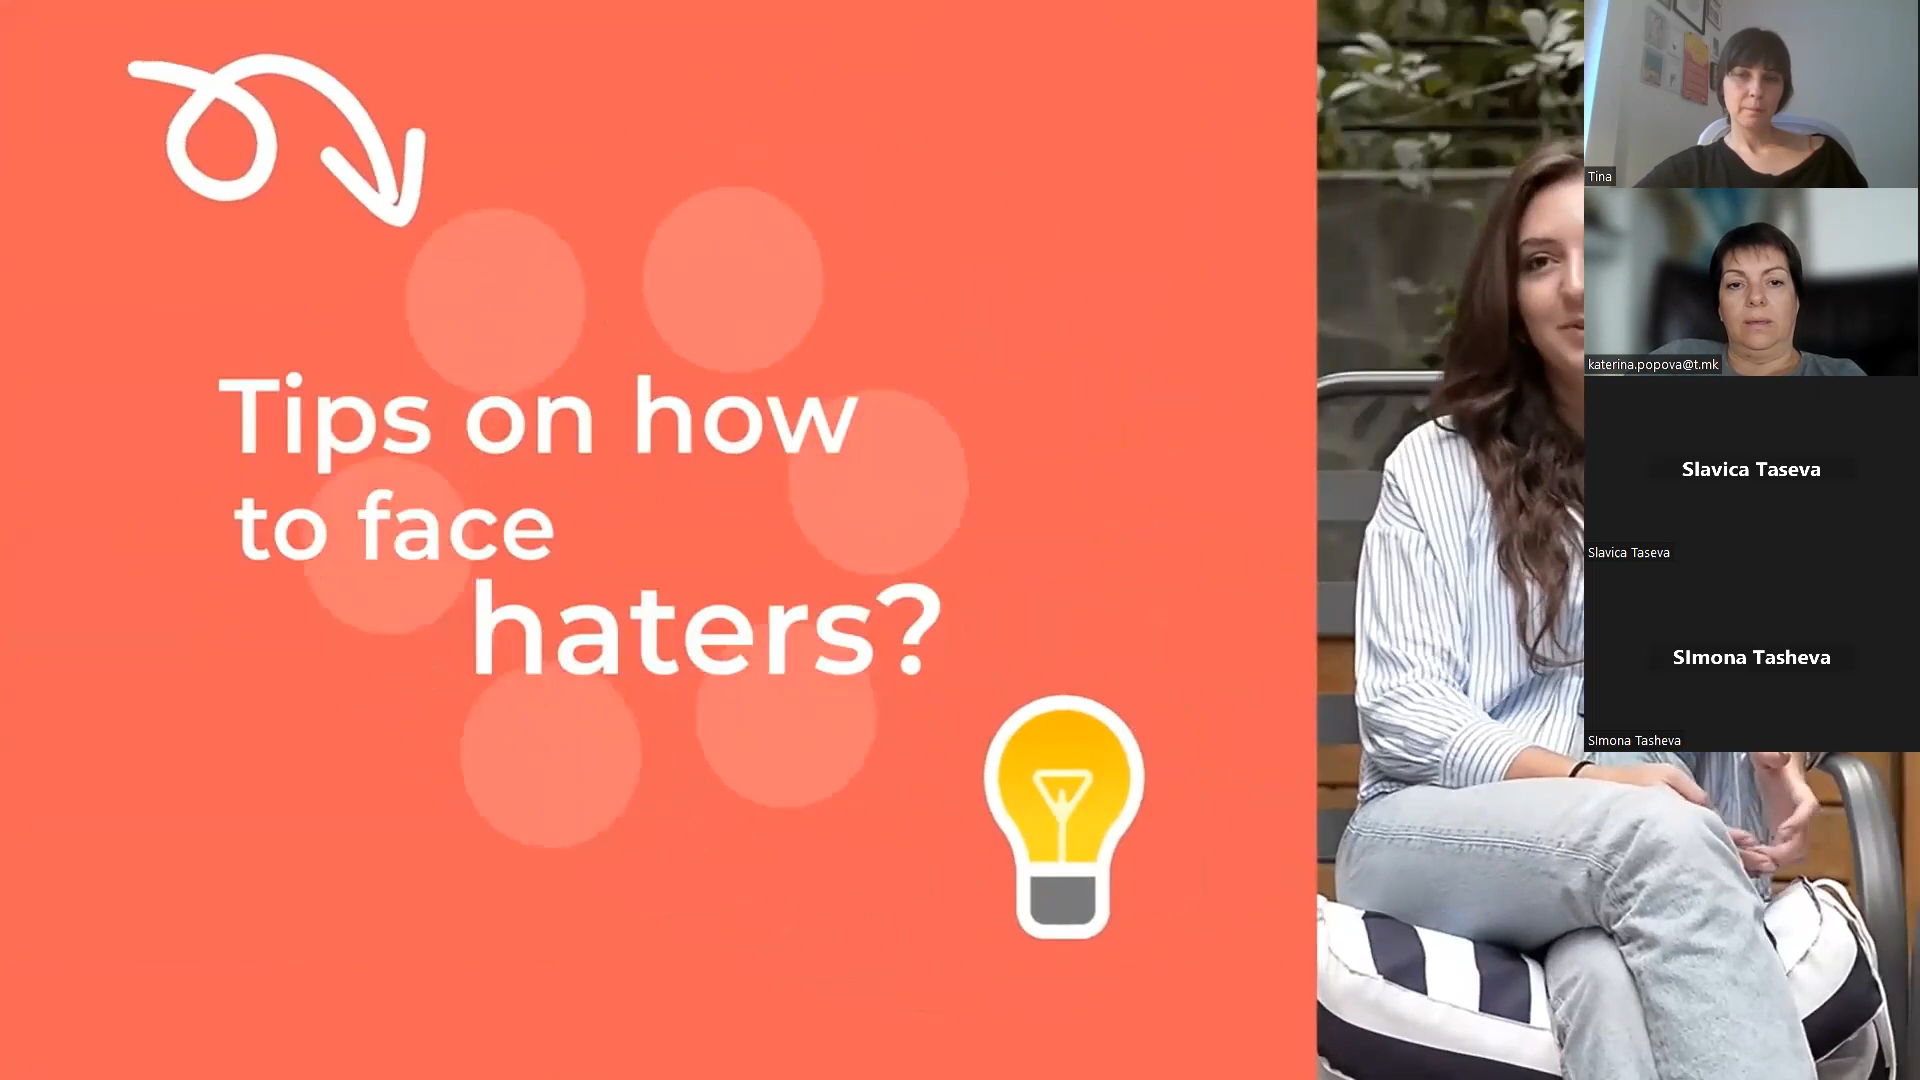 Tips on how
to face
haters?
Tina
katerina.popova@t.mk
Slavica Taseva
Slavica Taseva
SImona Tasheva
SImona Tasheva